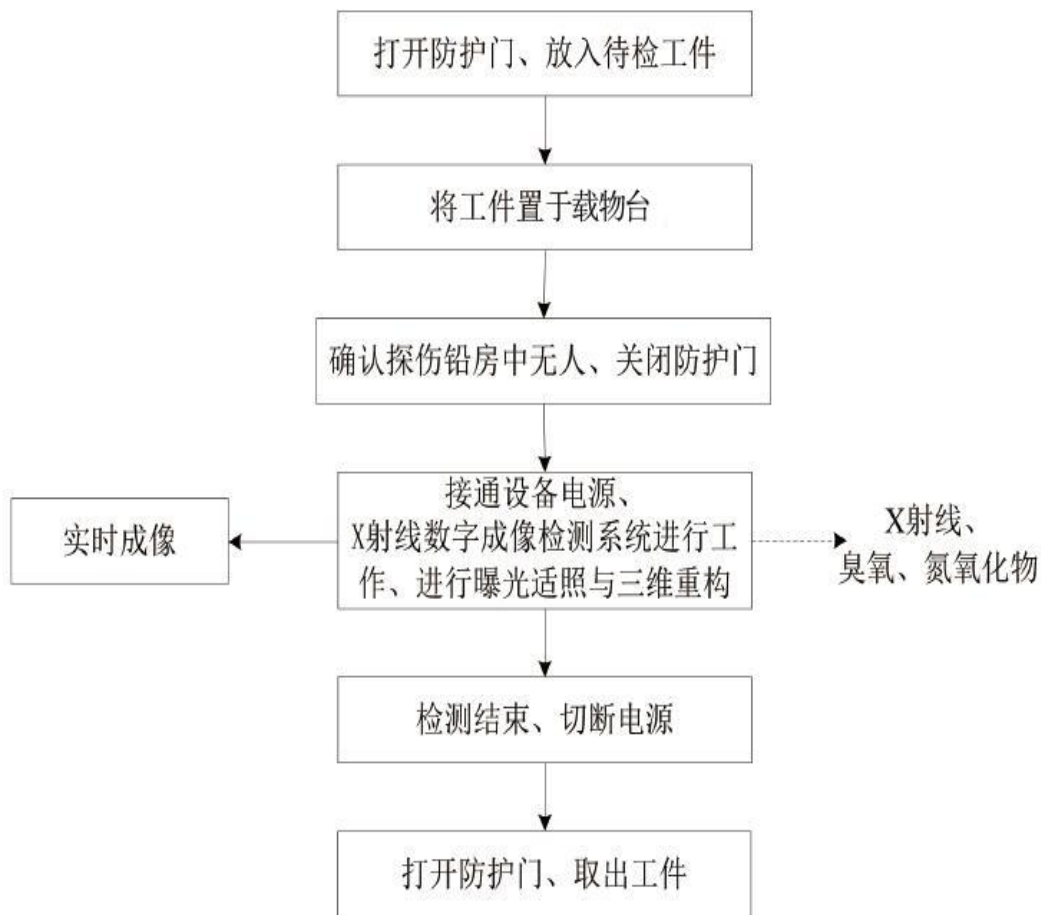 打开防护门、放入待检工件
将工件置于载物台
确认探伤铅房中无人、关闭防护门
接通设备电源、
X射线数字成像检测系统进行工
作、进行曝光适照与三维重构
实时成像
X射线、
臭氧、氮氧化物
检测结束、切断电源
打开防护门、取出工件